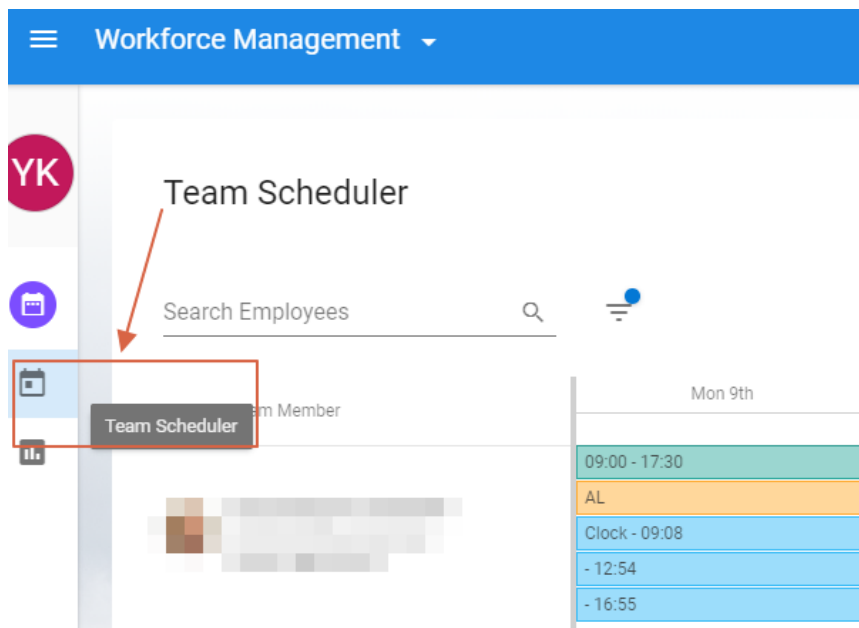 Workforce Management
YK
Team Scheduler
Search Employees
Mon 9th
Member
Team Scheduler
09:00 - 17:30
AL
Clock - 09:08
- 12:54
- 16:55